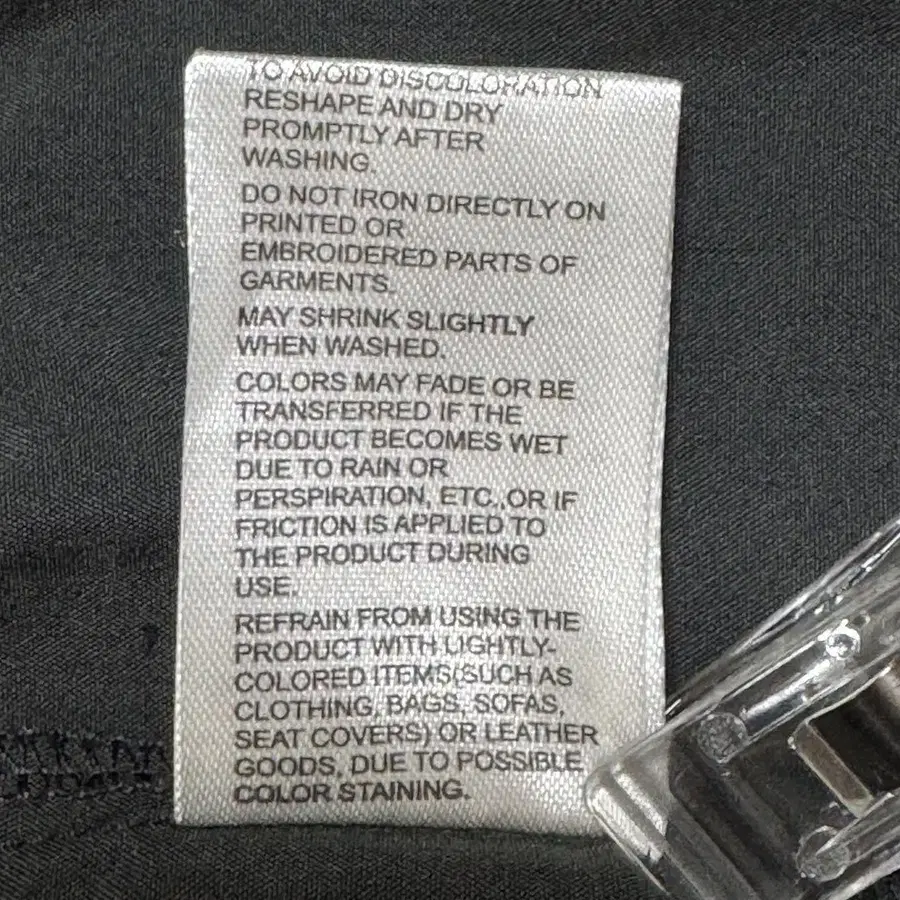 TO AVOID DISCOLORATION
RESHAPE AND DRY
PROMPTLY AFTER
WASHING.
DO NOT IRON DIRECTLY ON
PRINTED OR
EMBROIDERED PARTS OF
GARMENTS.
MAY SHRINK SLIGHTLY
WHEN WASHED.
COLORS MAY FADE OR BE
TRANSFERRED IF THE
PRODUCT BECOMES WET
DUE TO RAIN OR
PERSPIRATION, ETC.,OR IF
FRICTION IS APPLIED TO
THE PRODUCT DURING
USE.
REFRAIN FROM USING THE
PRODUCT WITH LIGHTLY-
COLORED ITEMS(SUCH AS
CLOTHING, BAGS, SOFAS,
SEAT COVERS) OR LEATHER
GOODS, DUE TO POSSIBLE
COLOR STAINING.